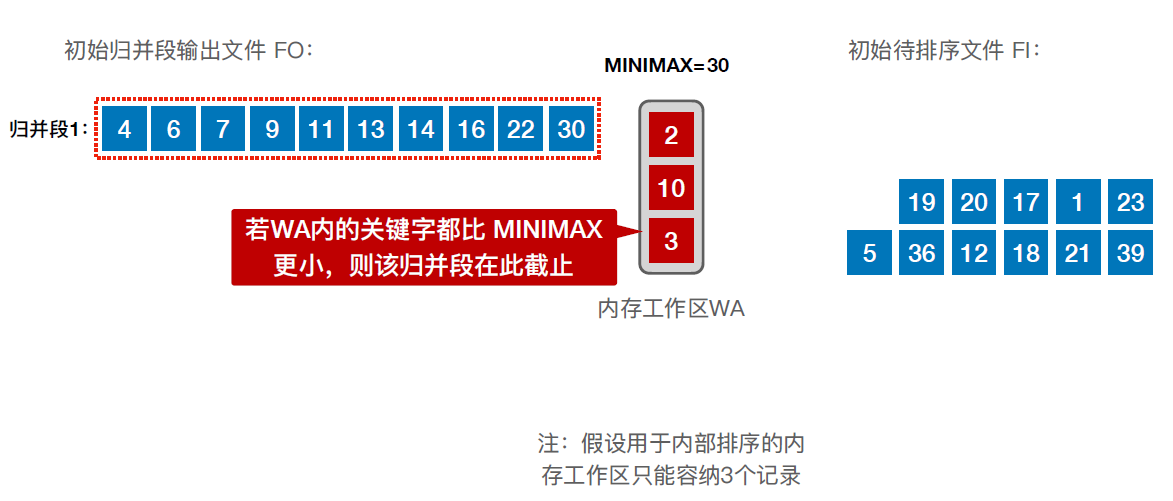 初始归并段输出文件 FO：
初始待排序文件 FI：
MINIMAX=30
归并段1： 4 6 7 9 11 13 14 16 22 30
2
10
3
若WA内的关键字都比 MINIMAX
更小，则该归并段在此截止
19 20 17 1 23
5 36 12 18 21 39
内存工作区WA
注：假设用于内部排序的内
存工作区只能容纳3个记录